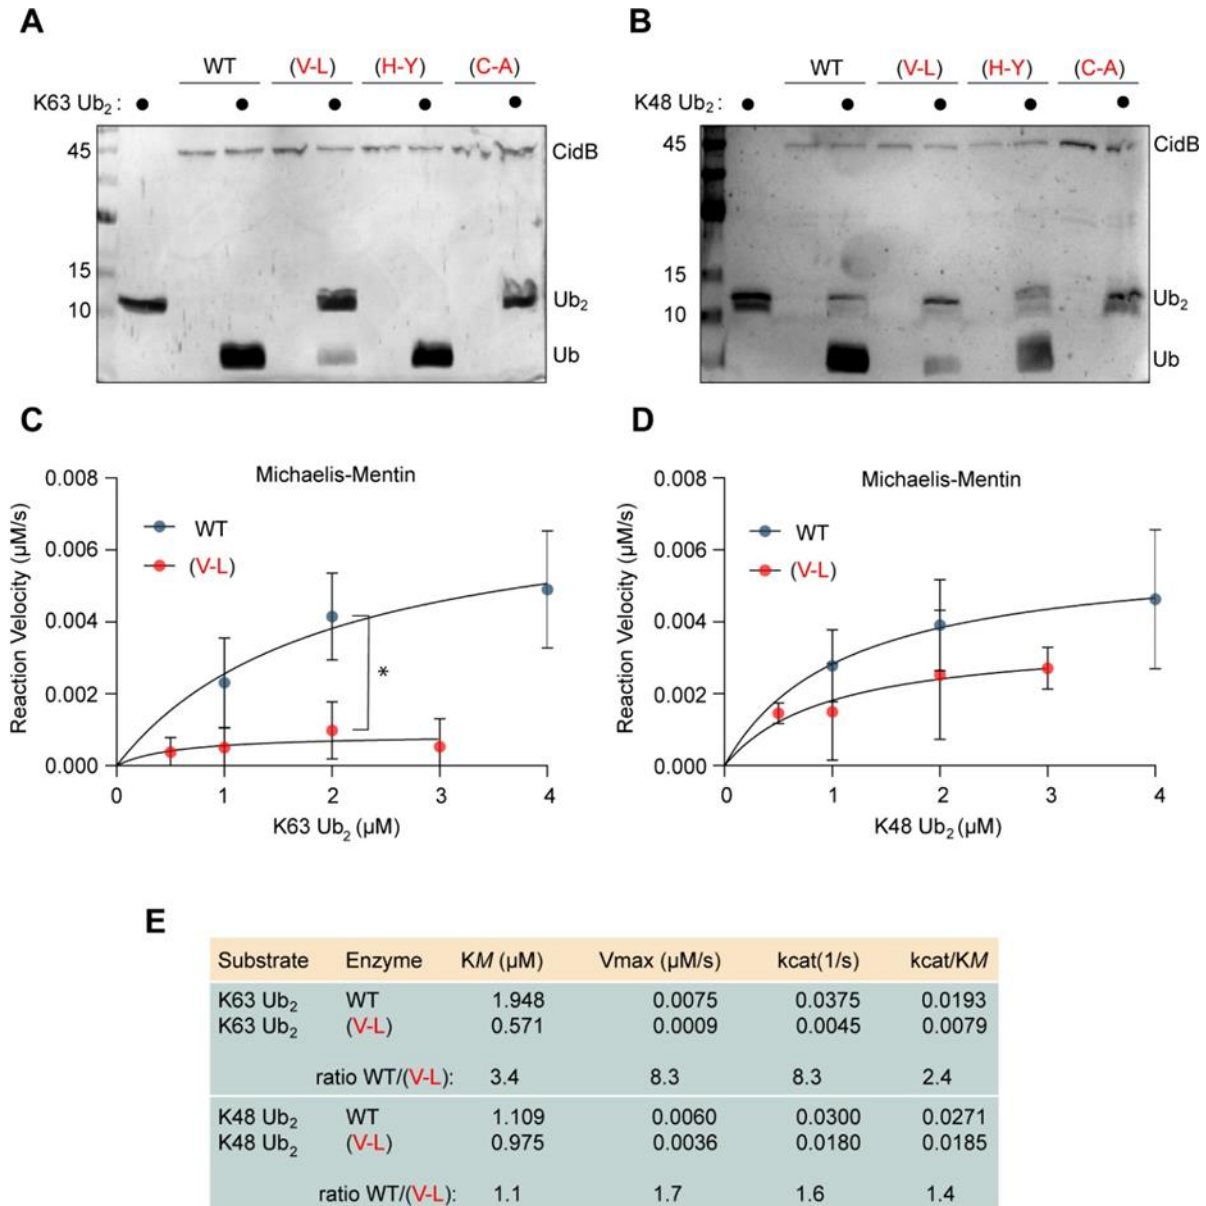 A
WT (V-L) (H-Y) (C-A)
K63 Ub2 : ● ● ● ● ●
45 CidB
15
10 Ub2
Ub
B
WT (V-L) (H-Y) (C-A)
K48 Ub2 : ● ● ● ● ●
45 CidB
15
10 Ub2
Ub
C
Michaelis-Mentin
WT
(V-L)
*
0.008
0.006
0.004
0.002
0.000
Reaction Velocity (µM/s)
0 1 2 3 4
K63 Ub2 (µM)
D
Michaelis-Mentin
WT
(V-L)
0.008
0.006
0.004
0.002
0.000
Reaction Velocity (µM/s)
0 1 2 3 4
K48 Ub2 (µM)
E
Substrate Enzyme KM (µM) Vmax (µM/s) kcat(1/s) kcat/KM
K63 Ub2 WT 1.948 0.0075 0.0375 0.0193
K63 Ub2 (V-L) 0.571 0.0009 0.0045 0.0079
ratio WT/(V-L): 3.4 8.3 8.3 2.4
K48 Ub2 WT 1.109 0.0060 0.0300 0.0271
K48 Ub2 (V-L) 0.975 0.0036 0.0180 0.0185
ratio WT/(V-L): 1.1 1.7 1.6 1.4